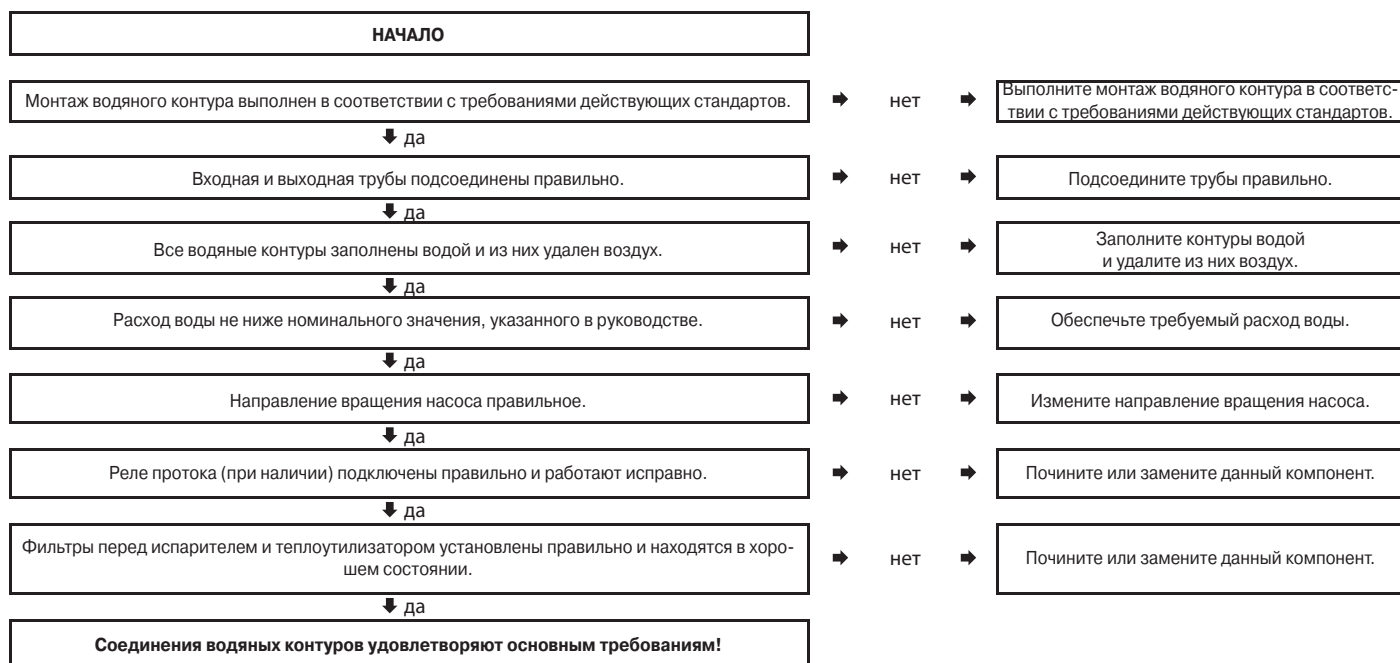 НАЧАЛО
Монтаж водяного контура выполнен в соответствии с требованиями действующих стандартов.
нет
Выполните монтаж водяного контура в соответс-
твии с требованиями действующих стандартов.
да
Входная и выходная трубы подсоединены правильно.
нет
Подсоедините трубы правильно.
да
Все водяные контуры заполнены водой и из них удален воздух.
нет
Заполните контуры водой
и удалите из них воздух.
да
Расход воды не ниже номинального значения, указанного в руководстве.
нет
Обеспечьте требуемый расход воды.
да
Направление вращения насоса правильное.
нет
Измените направление вращения насоса.
да
Реле протока (при наличии) подключены правильно и работают исправно.
нет
Почините или замените данный компонент.
да
Фильтры перед испарителем и теплоутилизатором установлены правильно и находятся в хоро-
шем состоянии.
нет
Почините или замените данный компонент.
да
Соединения водяных контуров удовлетворяют основным требованиям!